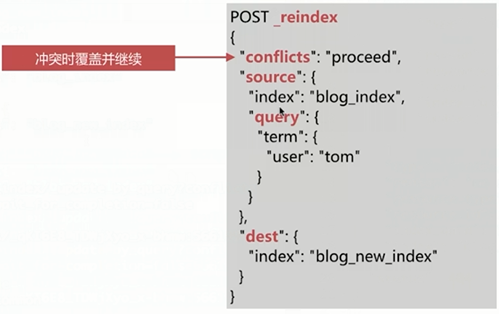 POST _reindex
{
冲突时覆盖并继续
"conflicts": "proceed",
"source": {
"index": "blog_index",
"query": {
"term": {
"user": "tom"
}
}
},
"dest": {
"index": "blog_new_index"
}
}